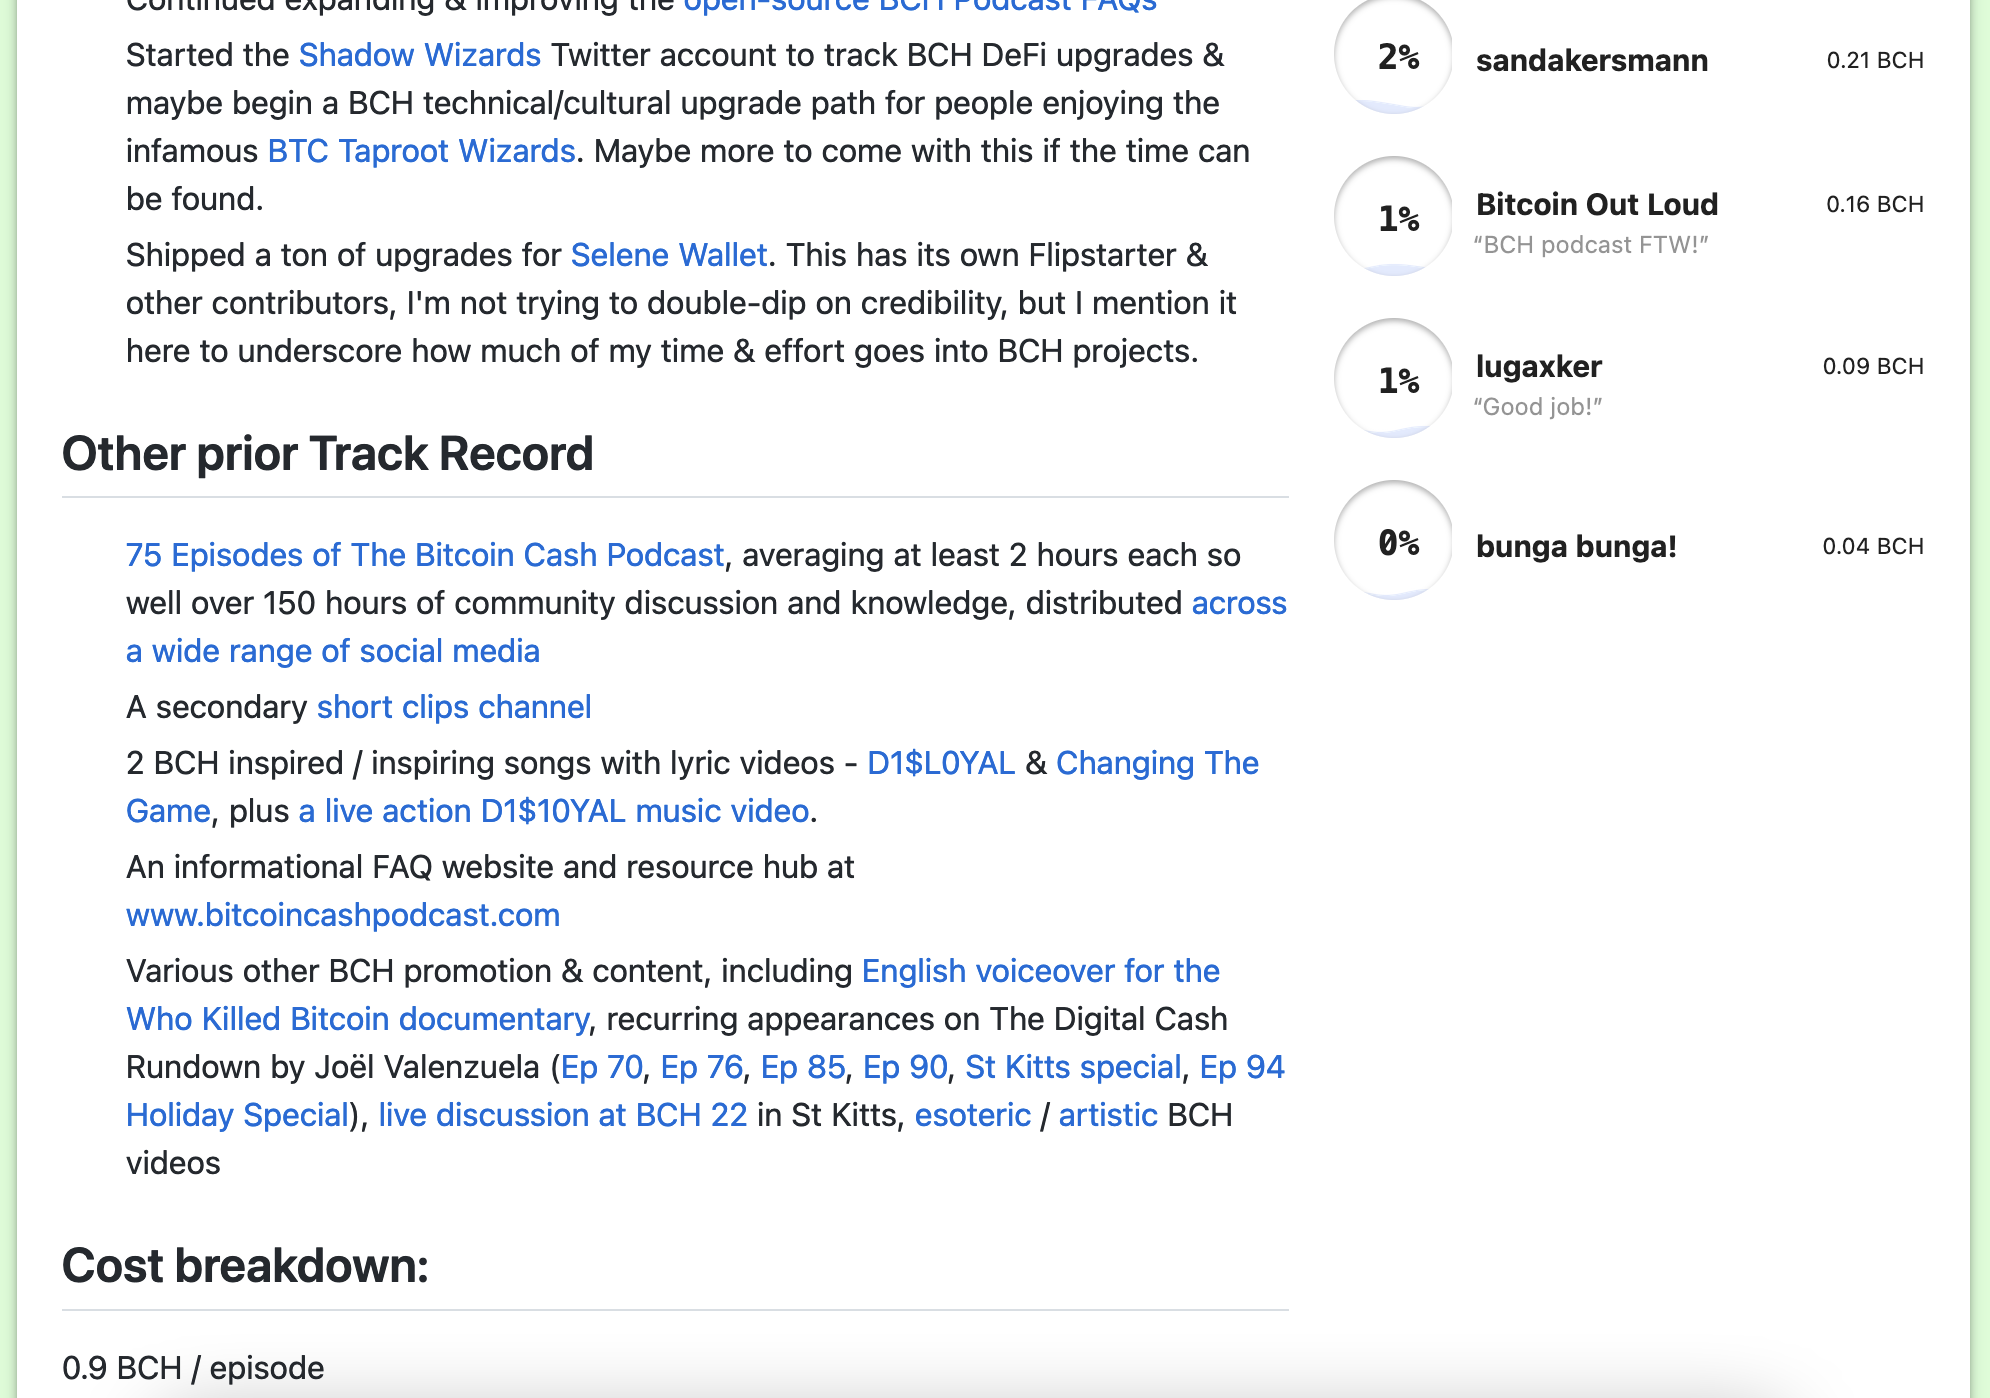 Continued expanding & improving the open-source BCH Podcast FAQs
Started the Shadow Wizards Twitter account to track BCH DeFi upgrades &
maybe begin a BCH technical/cultural upgrade path for people enjoying the
infamous BTC Taproot Wizards. Maybe more to come with this if the time can
be found.
Shipped a ton of upgrades for Selene Wallet. This has its own Flipstarter &
other contributors, I'm not trying to double-dip on credibility, but I mention it
here to underscore how much of my time & effort goes into BCH projects.
Other prior Track Record
75 Episodes of The Bitcoin Cash Podcast, averaging at least 2 hours each so
well over 150 hours of community discussion and knowledge, distributed across
a wide range of social media
A secondary short clips channel
2 BCH inspired / inspiring songs with lyric videos - D1$L0YAL & Changing The
Game, plus a live action D1$10YAL music video.
An informational FAQ website and resource hub at
www.bitcoincashpodcast.com
Various other BCH promotion & content, including English voiceover for the
Who Killed Bitcoin documentary, recurring appearances on The Digital Cash
Rundown by Joël Valenzuela (Ep 70, Ep 76, Ep 85, Ep 90, St Kitts special, Ep 94
Holiday Special), live discussion at BCH 22 in St Kitts, esoteric / artistic BCH
videos
Cost breakdown:
0.9 BCH / episode
2% sandakersmann 0.21 BCH
1% Bitcoin Out Loud 0.16 BCH
“BCH podcast FTW!”
1% lugaxker 0.09 BCH
“Good job!”
0% bunga bunga! 0.04 BCH